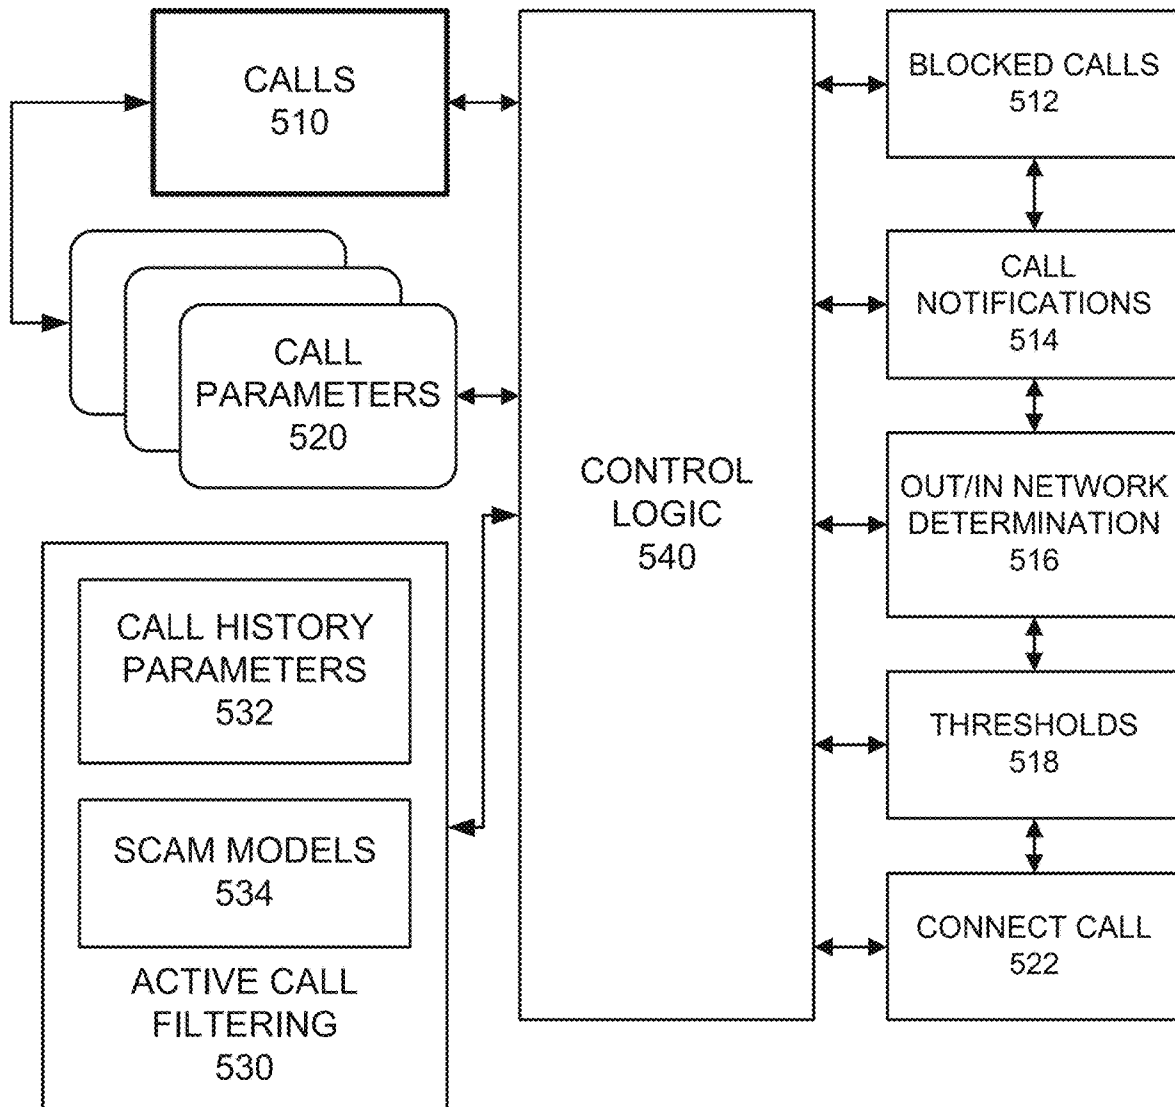 CALLS
510
CALL
PARAMETERS
520
CALL HISTORY
PARAMETERS
532
SCAM MODELS
534
ACTIVE CALL
FILTERING
530
CONTROL
LOGIC
540
BLOCKED CALLS
512
CALL
NOTIFICATIONS
514
OUT/IN NETWORK
DETERMINATION
516
THRESHOLDS
518
CONNECT CALL
522